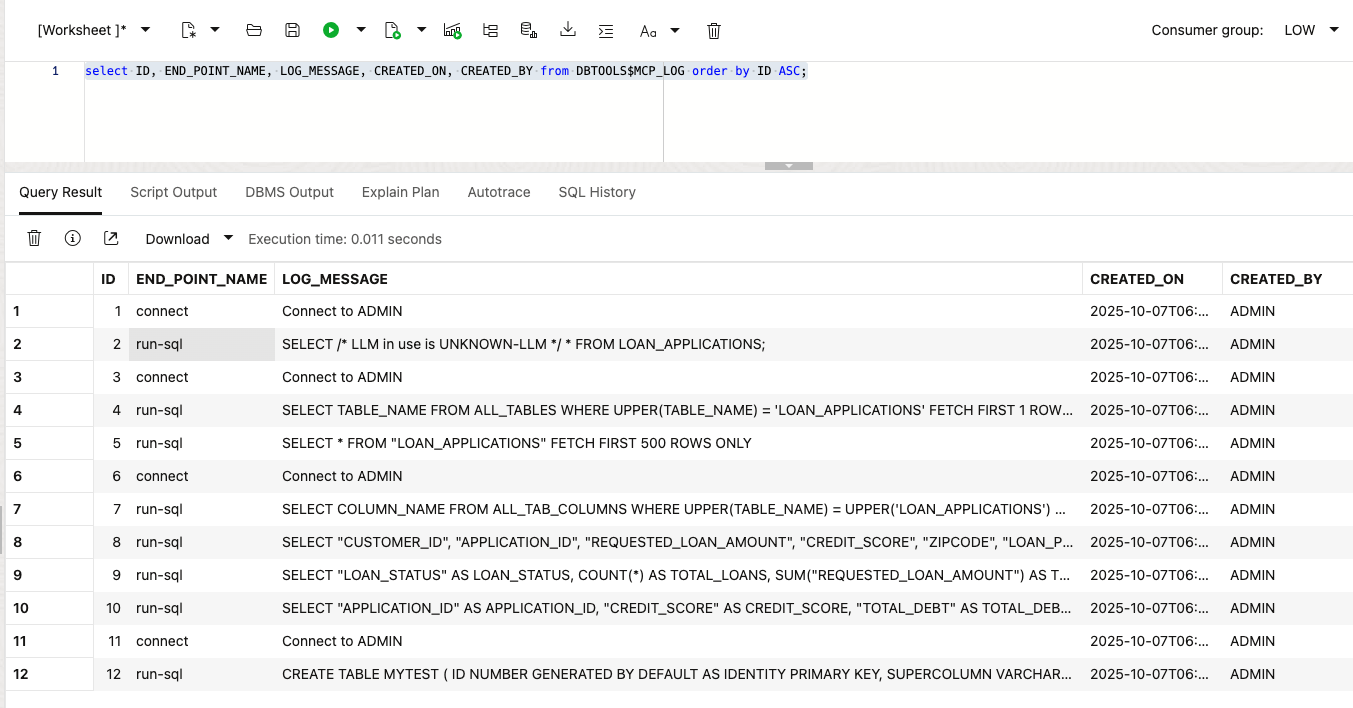 [Worksheet ]* Aa Consumer group: LOW
1 select ID, END_POINT_NAME, LOG_MESSAGE, CREATED_ON, CREATED_BY from DBTOOLS$MCP_LOG order by ID ASC;
Query Result Script Output DBMS Output Explain Plan Autotrace SQL History
Download Execution time: 0.011 seconds
ID END_POINT_NAME LOG_MESSAGE CREATED_ON CREATED_BY
1 1 connect Connect to ADMIN 2025-10-07T06:... ADMIN
2 2 run-sql SELECT /* LLM in use is UNKNOWN-LLM */ * FROM LOAN_APPLICATIONS; 2025-10-07T06:... ADMIN
3 3 connect Connect to ADMIN 2025-10-07T06:... ADMIN
4 4 run-sql SELECT TABLE_NAME FROM ALL_TABLES WHERE UPPER(TABLE_NAME) = 'LOAN_APPLICATIONS' FETCH FIRST 1 ROW... 2025-10-07T06:... ADMIN
5 5 run-sql SELECT * FROM "LOAN_APPLICATIONS" FETCH FIRST 500 ROWS ONLY 2025-10-07T06:... ADMIN
6 6 connect Connect to ADMIN 2025-10-07T06:... ADMIN
7 7 run-sql SELECT COLUMN_NAME FROM ALL_TAB_COLUMNS WHERE UPPER(TABLE_NAME) = UPPER('LOAN_APPLICATIONS') ... 2025-10-07T06:... ADMIN
8 8 run-sql SELECT "CUSTOMER_ID", "APPLICATION_ID", "REQUESTED_LOAN_AMOUNT", "CREDIT_SCORE", "ZIPCODE", "LOAN_P... 2025-10-07T06:... ADMIN
9 9 run-sql SELECT "LOAN_STATUS" AS LOAN_STATUS, COUNT(*) AS TOTAL_LOANS, SUM("REQUESTED_LOAN_AMOUNT") AS T... 2025-10-07T06:... ADMIN
10 10 run-sql SELECT "APPLICATION_ID" AS APPLICATION_ID, "CREDIT_SCORE" AS CREDIT_SCORE, "TOTAL_DEBT" AS TOTAL_DEB... 2025-10-07T06:... ADMIN
11 11 connect Connect to ADMIN 2025-10-07T06:... ADMIN
12 12 run-sql CREATE TABLE MYTEST ( ID NUMBER GENERATED BY DEFAULT AS IDENTITY PRIMARY KEY, SUPERCOLUMN VARCHAR... 2025-10-07T06:... ADMIN